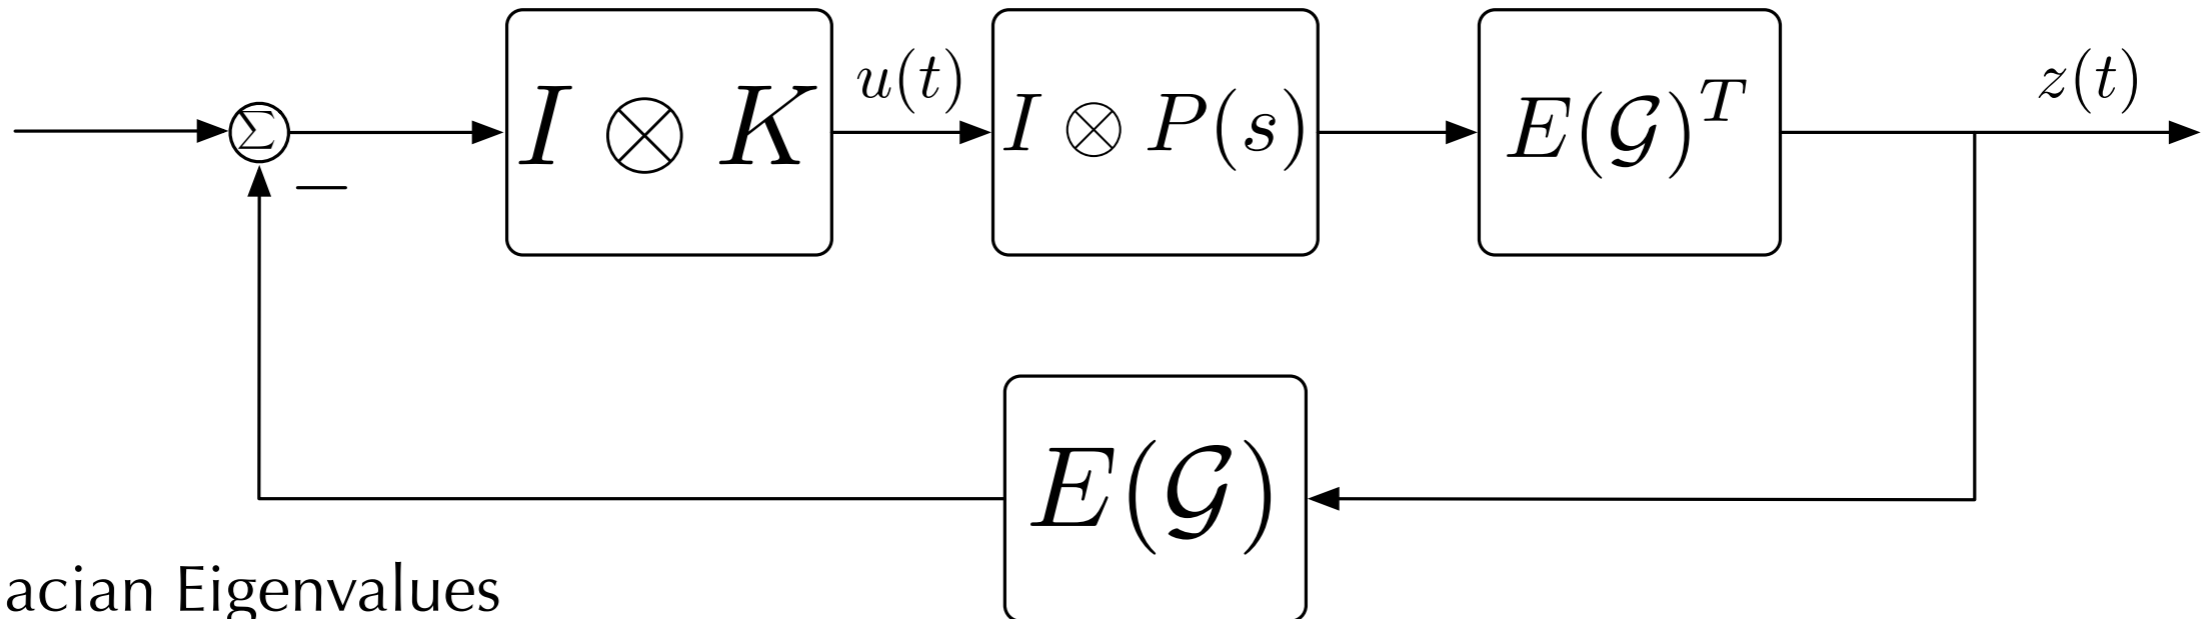 Σ
−
I ⊗ K
u(t)
I ⊗ P(s)
E(𝒢)ᵀ
z(t)
E(𝒢)
acian Eigenvalues